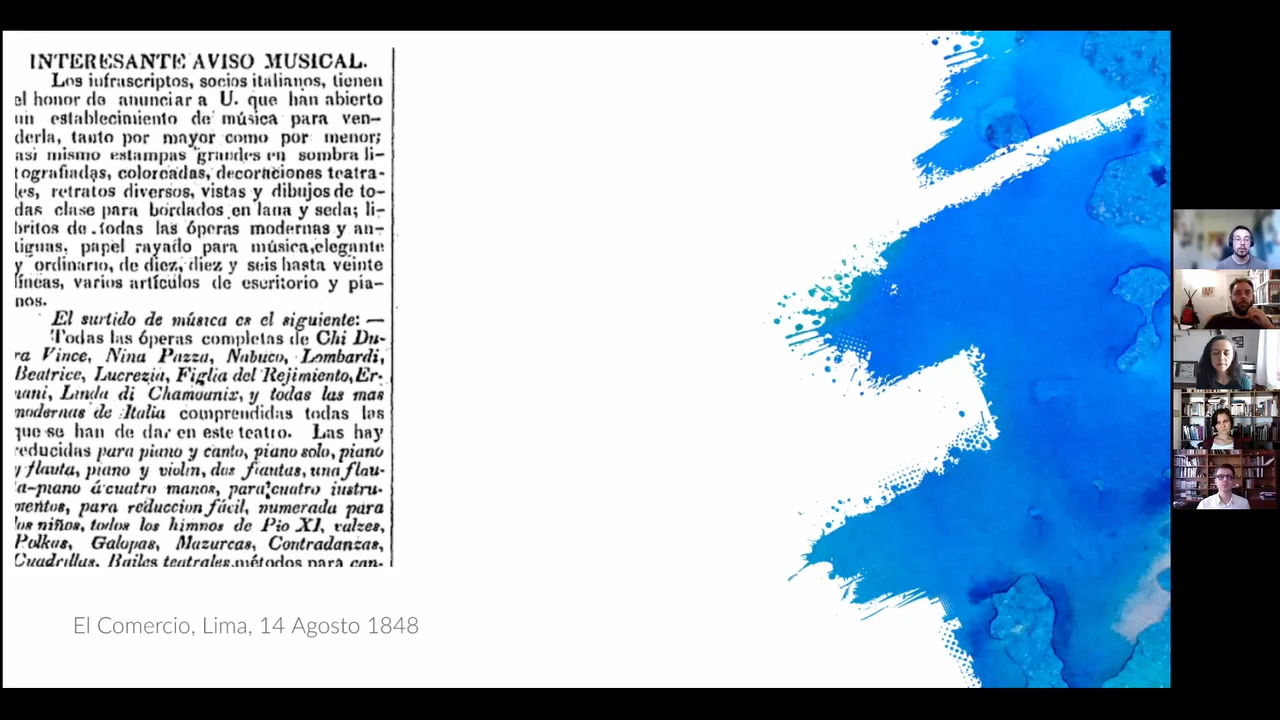 INTERESANTE AVISO MUSICAL.
Los infrascriptos, socios italianos, tienen
el honor de anunciar a U. que han abierto
un establecimiento de música para ven-
derla, tanto por mayor como por menor;
asi mismo estampas grandes en sombra li-
tografiadas, coloreadas, decoraciones teatra-
les, retratos diversos, vistas y dibujos de to-
das clase para bordados en lana y seda; li-
britos de todas las óperas modernas y an-
tiguas, papel rayado para música, elegante
y ordinario, de diez, diez y seis hasta veinte
líneas, varios artículos de escritorio y pia-
nos.
El surtido de música es el siguiente: —
Todas las óperas completas de Chi Du-
ra Vince, Nina Pazza, Nabuco, Lombardi,
Beatrice, Lucrezia, Figlia del Rejimiento, Er-
nani, Linda di Chamounix, y todas las mas
modernas de Italia comprendidas todas las
que se han de dar en este teatro. Las hay
reducidas para piano y canto, piano solo, piano
y flauta, piano y violin, dos flautas, una flau-
a-piano á cuatro manos, para cuatro instru-
mentos, para reduccion fácil, numerada para
los niños, todos los himnos de Pio XI, valzes,
Polkas, Galopas, Mazurcas, Contradanzas,
Cuadrillas, Bailes teatrales, métodos para can-
El Comercio, Lima, 14 Agosto 1848